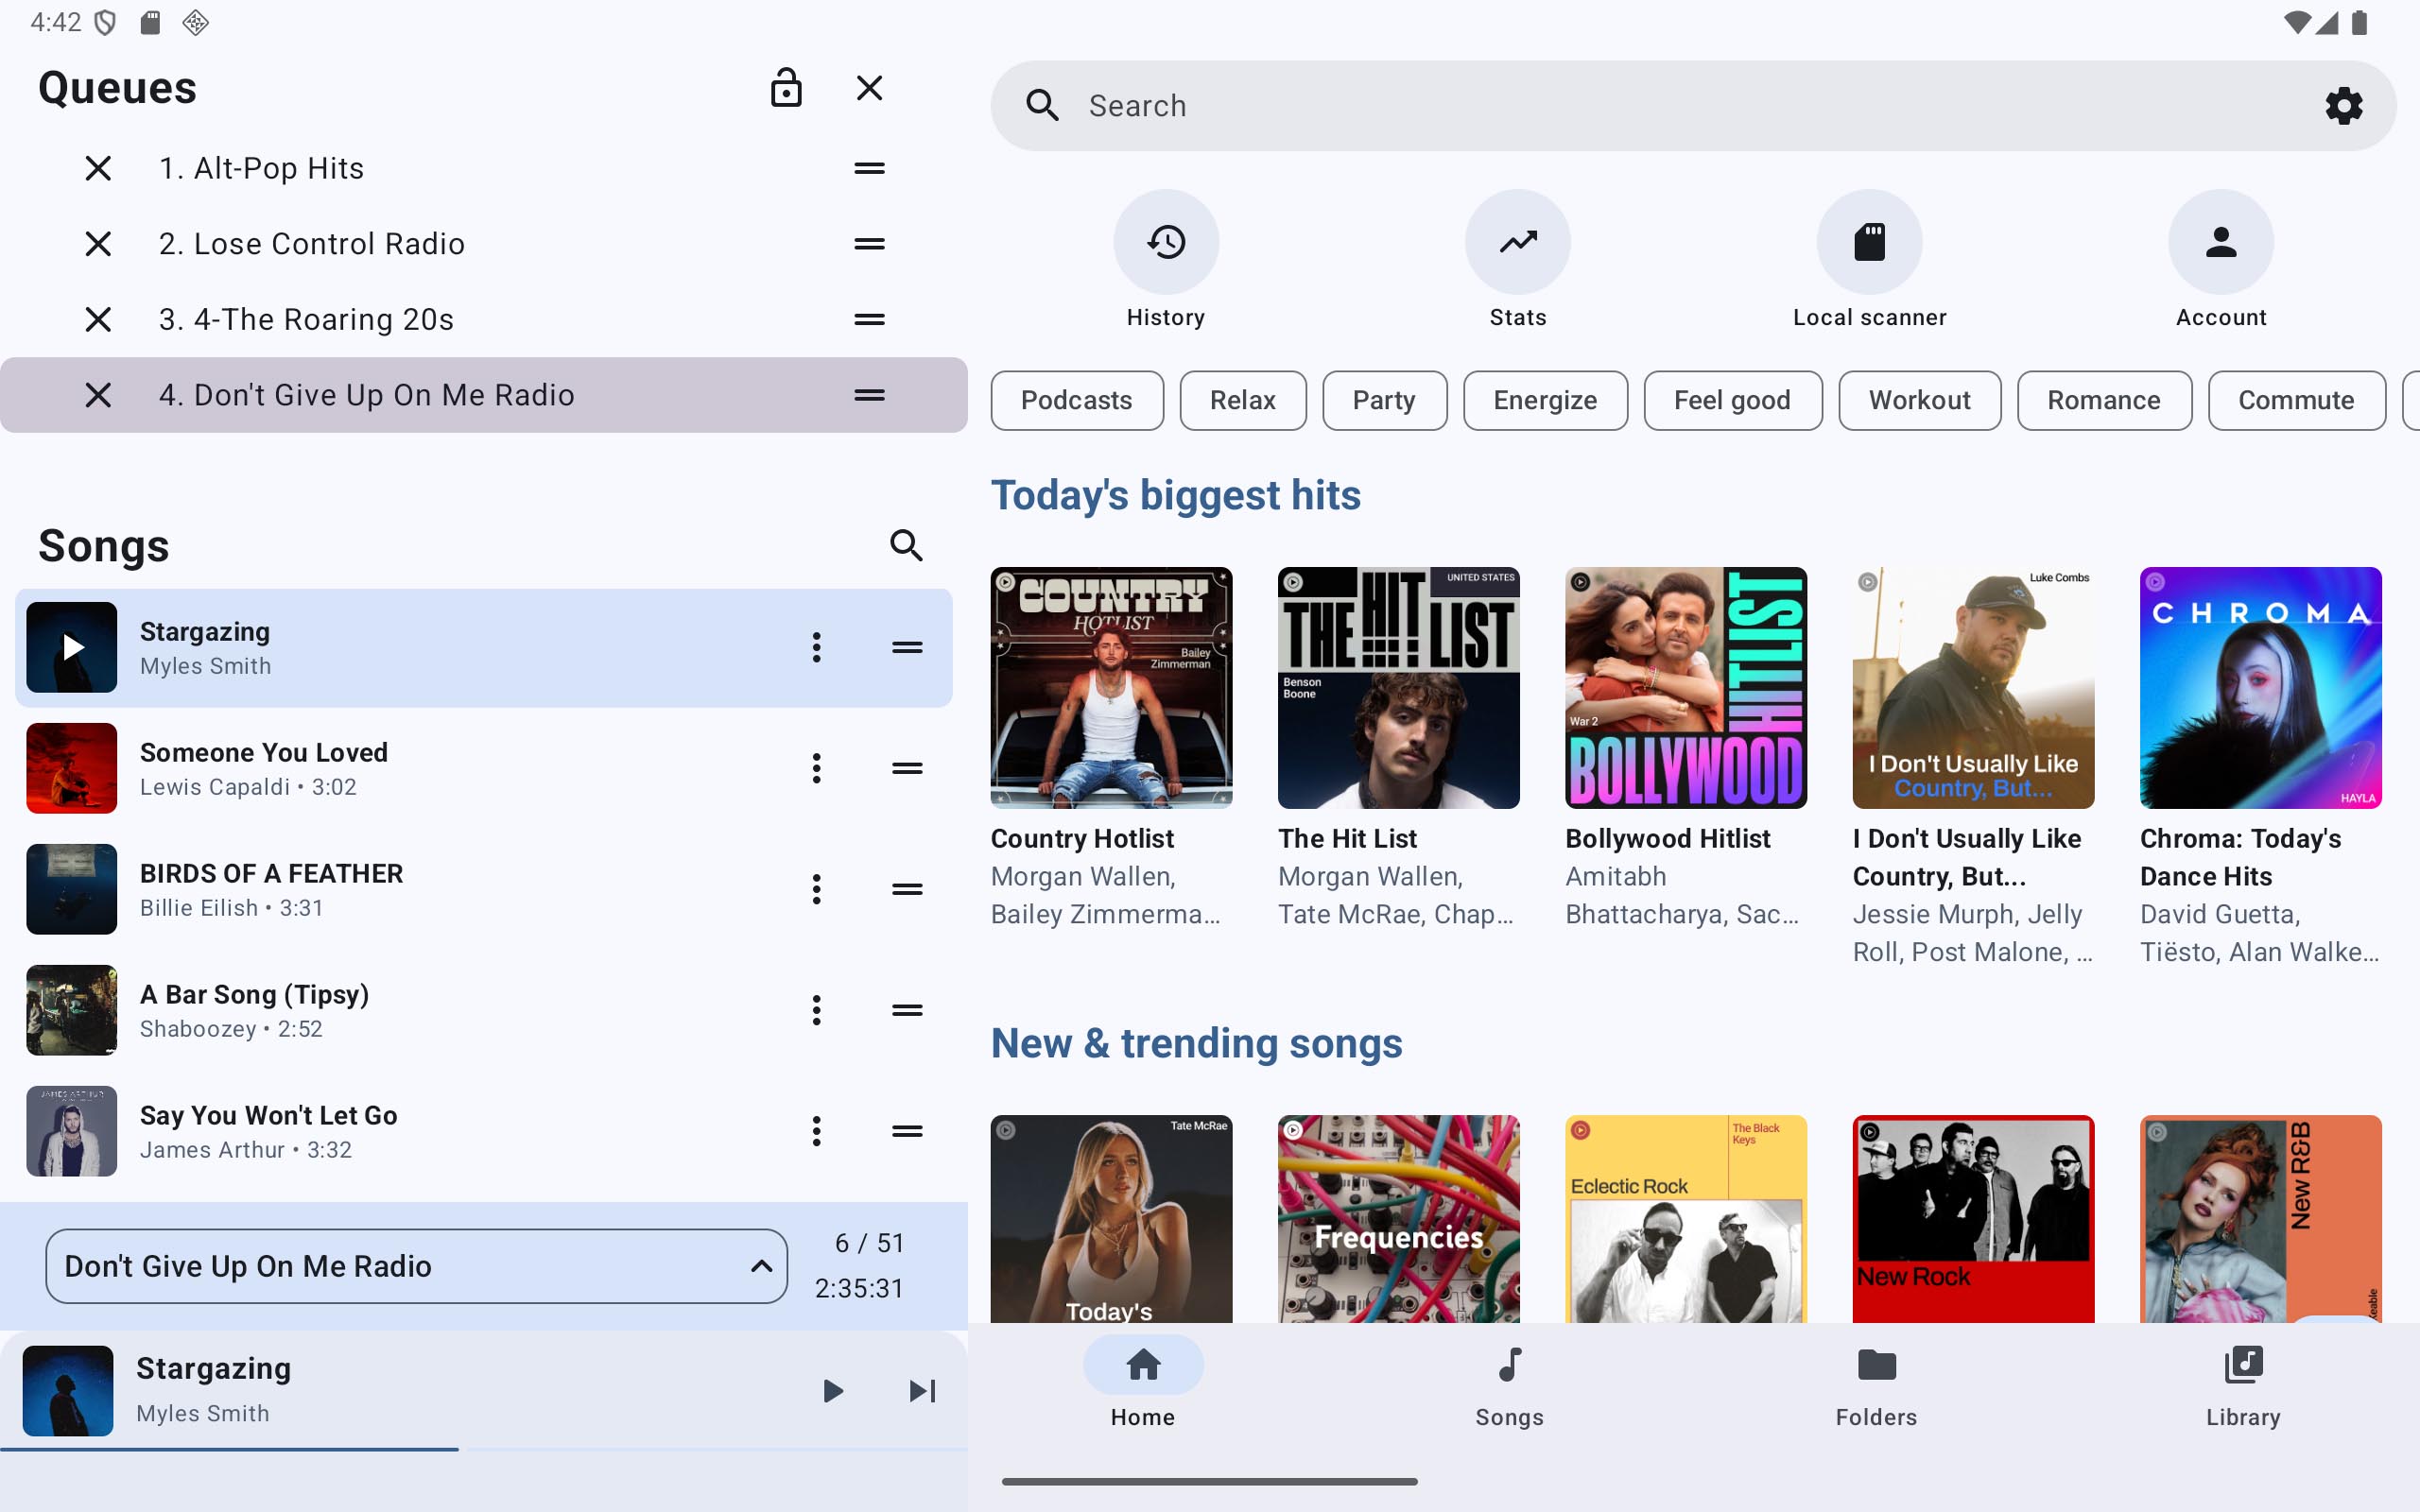 4:42
Queues
1. Alt-Pop Hits
2. Lose Control Radio
3. 4-The Roaring 20s
4. Don't Give Up On Me Radio
Songs
Stargazing
Myles Smith
Someone You Loved
Lewis Capaldi • 3:02
BIRDS OF A FEATHER
Billie Eilish • 3:31
A Bar Song (Tipsy)
Shaboozey • 2:52
JAMES ARTHUR
Say You Won't Let Go
James Arthur • 3:32
Don't Give Up On Me Radio
6 / 51
2:35:31
Stargazing
Myles Smith
Search
History
Stats
Local scanner
Account
Podcasts
Relax
Party
Energize
Feel good
Workout
Romance
Commute
Today's biggest hits
COUNTRY
HOTLIST
Bailey
Zimmerman
Country Hotlist
Morgan Wallen,
Bailey Zimmerma...
UNITED STATES
THE HIT LIST
Benson
Boone
The Hit List
Morgan Wallen,
Tate McRae, Chap...
War 2
HITLIST
BOLLYWOOD
Bollywood Hitlist
Amitabh
Bhattacharya, Sac...
Luke Combs
I Don't Usually Like
Country, But...
I Don't Usually Like
Country, But...
Jessie Murph, Jelly
Roll, Post Malone, ...
CHROMA
HAYLA
Chroma: Today's
Dance Hits
David Guetta,
Tiësto, Alan Walke...
New & trending songs
Tate McRae
Today's
Frequencies
The Black
Keys
Eclectic Rock
New Rock
New R&B
Home
Songs
Folders
Library